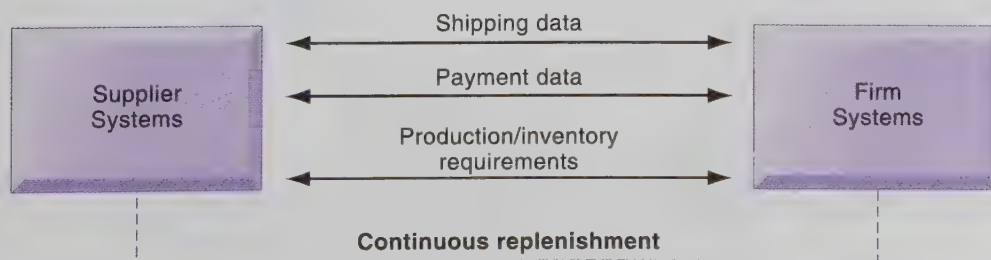 Shipping data
Payment data
Supplier
Systems
Firm
Systems
Production/inventory
requirements
Continuous replenishment